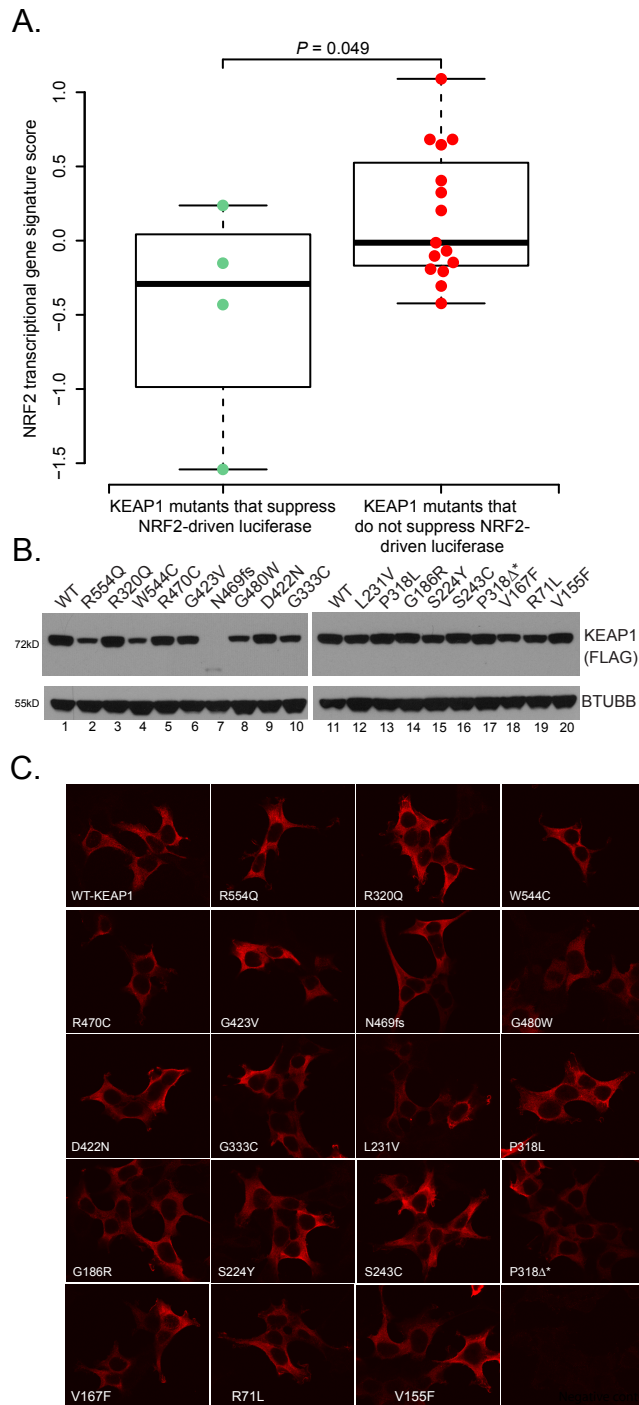 A.
P = 0.049
NRF2 transcriptional gene signature score
1.0
0.5
0.0
−0.5
−1.0
−1.5
KEAP1 mutants that suppress
NRF2-driven luciferase
KEAP1 mutants that
do not suppress NRF2-
driven luciferase
B.
WT R554Q R320Q W544C R470C G423V N469fs G480W D422N G333C WT L231V P318L G186R S224Y S243C P318Δ* V167F R71L V155F
72kD
KEAP1
(FLAG)
55kD
BTUBB
1 2 3 4 5 6 7 8 9 10 11 12 13 14 15 16 17 18 19 20
C.
WT-KEAP1 R554Q R320Q W544C
R470C G423V N469fs G480W
D422N G333C L231V P318L
G186R S224Y S243C P318Δ*
V167F R71L V155F